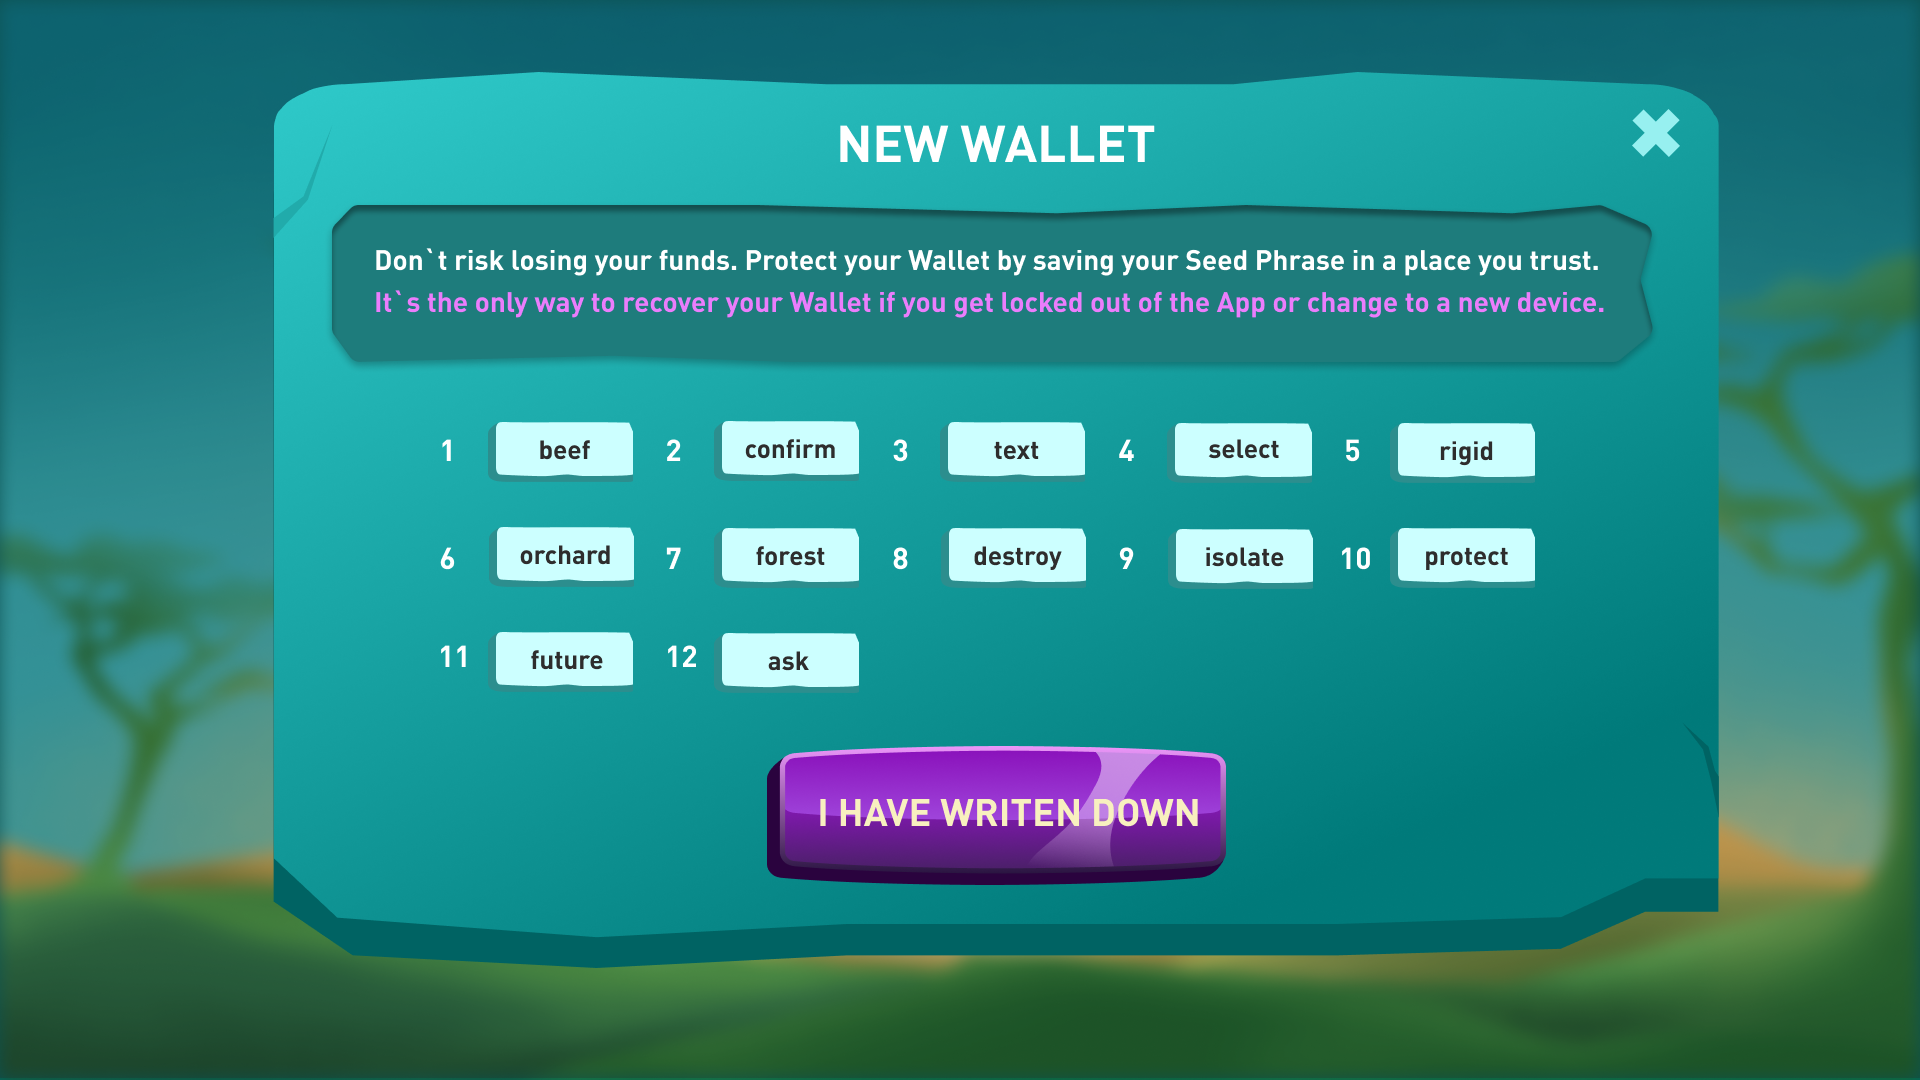 NEW WALLET
Don`t risk losing your funds. Protect your Wallet by saving your Seed Phrase in a place you trust.
It`s the only way to recover your Wallet if you get locked out of the App or change to a new device.
1 beef 2 confirm 3 text 4 select 5 rigid
6 orchard 7 forest 8 destroy 9 isolate 10 protect
11 future 12 ask
I HAVE WRITEN DOWN